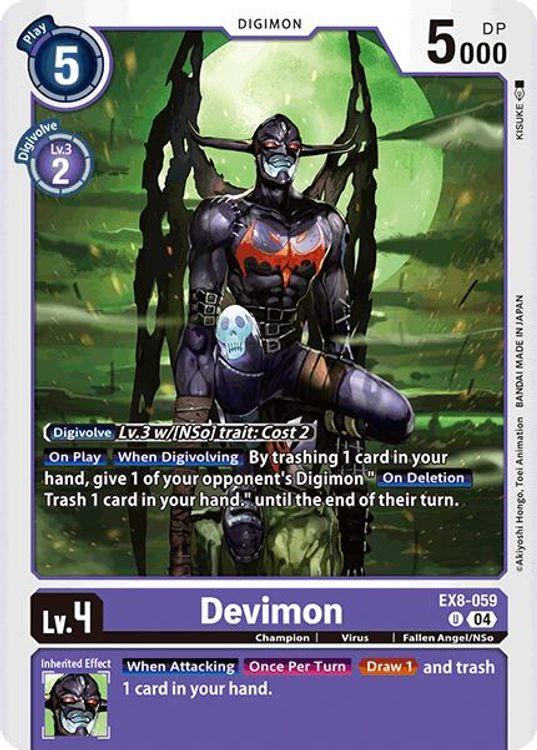 DIGIMON
Play
5
5000
DP
Digivolve
Lv.3
2
KISUKE
Digivolve Lv.3 w/[NSo] trait: Cost 2
On Play When Digivolving By trashing 1 card in your
hand, give 1 of your opponent's Digimon " On Deletion
Trash 1 card in your hand." until the end of their turn.
©Akiyoshi Hongo, Toei Animation BANDAI MADE IN JAPAN
Lv.4
Devimon
EX8-059
U 04
Champion | Virus | Fallen Angel/NSo
Inherited Effect
When Attacking Once Per Turn Draw 1 and trash
1 card in your hand.